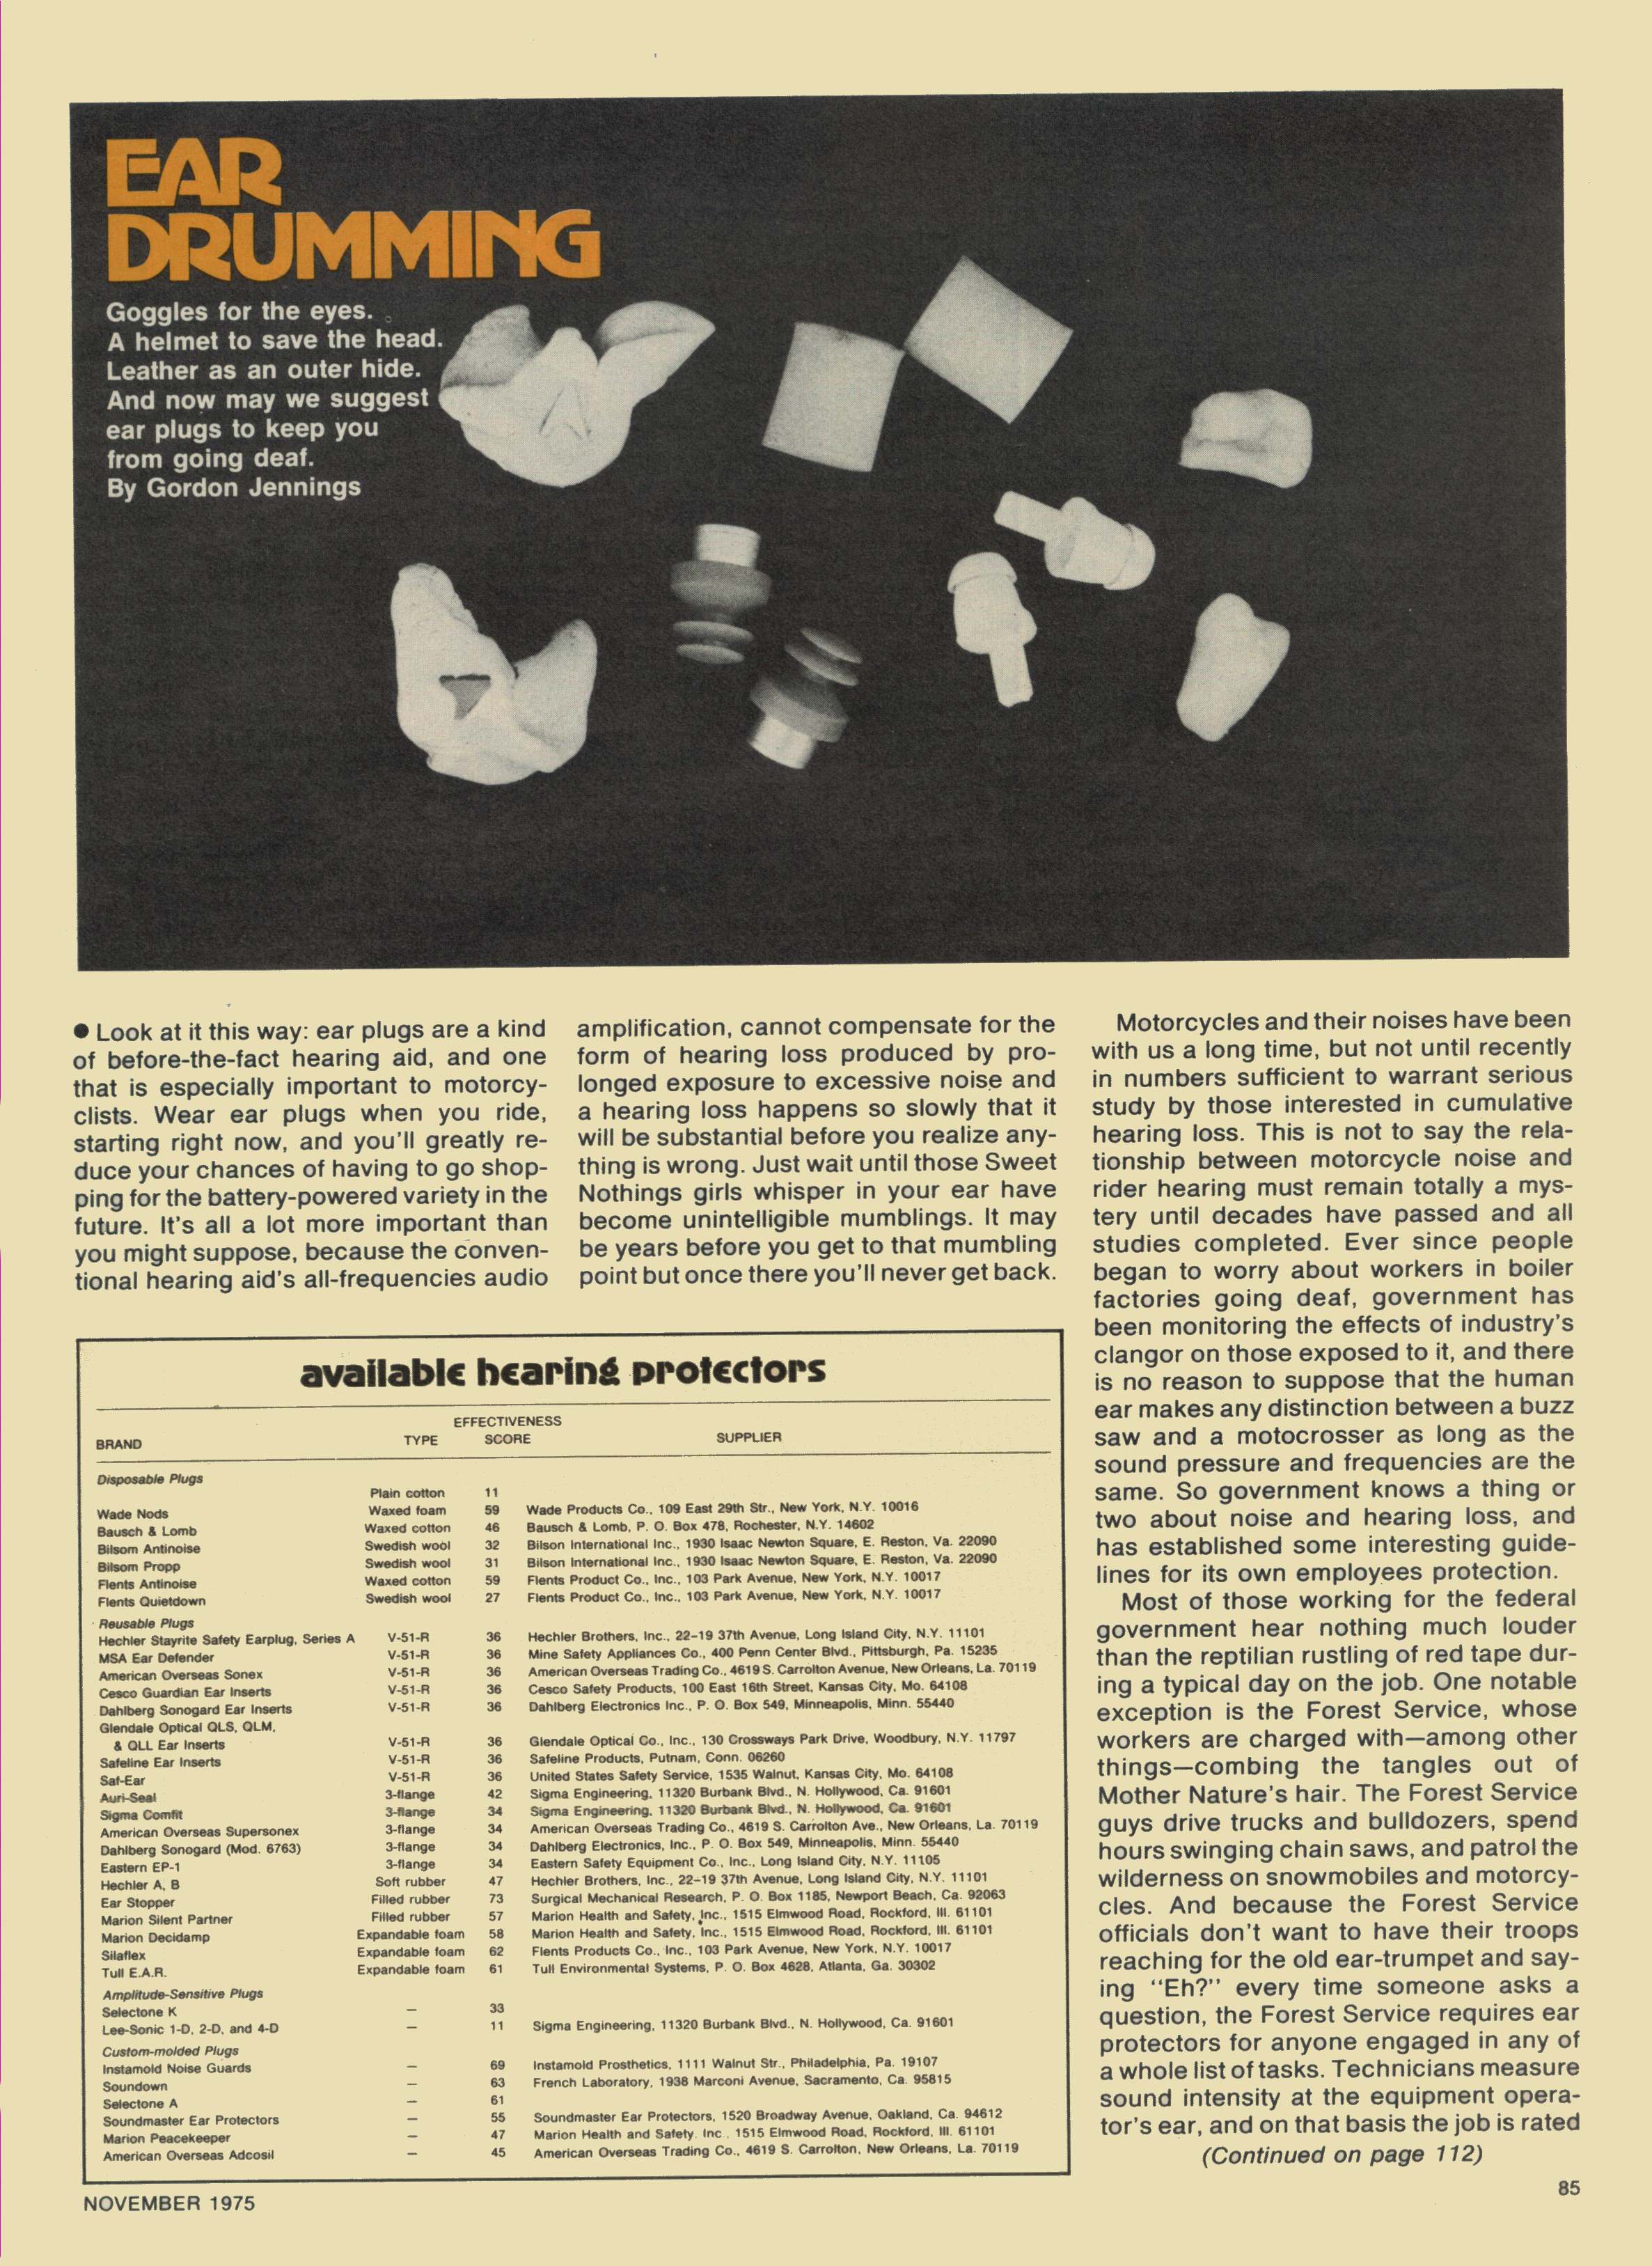 EAR
DRUMMING
Goggles for the eyes.
A helmet to save the head.
Leather as an outer hide.
And now may we suggest
ear plugs to keep you
from going deaf.
By Gordon Jennings
● Look at it this way: ear plugs are a kind
of before-the-fact hearing aid, and one
that is especially important to motorcy-
clists. Wear ear plugs when you ride,
starting right now, and you'll greatly re-
duce your chances of having to go shop-
ping for the battery-powered variety in the
future. It's all a lot more important than
you might suppose, because the conven-
tional hearing aid's all-frequencies audio
amplification, cannot compensate for the
form of hearing loss produced by pro-
longed exposure to excessive noise and
a hearing loss happens so slowly that it
will be substantial before you realize any-
thing is wrong. Just wait until those Sweet
Nothings girls whisper in your ear have
become unintelligible mumblings. It may
be years before you get to that mumbling
point but once there you'll never get back.
Motorcycles and their noises have been
with us a long time, but not until recently
in numbers sufficient to warrant serious
study by those interested in cumulative
hearing loss. This is not to say the rela-
tionship between motorcycle noise and
rider hearing must remain totally a mys-
tery until decades have passed and all
studies completed. Ever since people
began to worry about workers in boiler
factories going deaf, government has
been monitoring the effects of industry's
clangor on those exposed to it, and there
is no reason to suppose that the human
ear makes any distinction between a buzz
saw and a motocrosser as long as the
sound pressure and frequencies are the
same. So government knows a thing or
two about noise and hearing loss, and
has established some interesting guide-
lines for its own employees protection.
Most of those working for the federal
government hear nothing much louder
than the reptilian rustling of red tape dur-
ing a typical day on the job. One notable
exception is the Forest Service, whose
workers are charged with—among other
things—combing the tangles out of
Mother Nature's hair. The Forest Service
guys drive trucks and bulldozers, spend
hours swinging chain saws, and patrol the
wilderness on snowmobiles and motorcy-
cles. And because the Forest Service
officials don't want to have their troops
reaching for the old ear-trumpet and say-
ing "Eh?" every time someone asks a
question, the Forest Service requires ear
protectors for anyone engaged in any of
a whole list of tasks. Technicians measure
sound intensity at the equipment opera-
tor's ear, and on that basis the job is rated
(Continued on page 112)
available hearing protectors
BRAND TYPE EFFECTIVENESS SCORE SUPPLIER
Disposable Plugs
Plain cotton 11
Wade Nods Waxed foam 59 Wade Products Co., 109 East 29th Str., New York, N.Y. 10016
Bausch & Lomb Waxed cotton 46 Bausch & Lomb, P. O. Box 478, Rochester, N.Y. 14602
Bilsom Antinoise Swedish wool 32 Bilson International Inc., 1930 Isaac Newton Square, E. Reston, Va. 22090
Bilsom Propp Swedish wool 31 Bilson International Inc., 1930 Isaac Newton Square, E. Reston, Va. 22090
Flents Antinoise Waxed cotton 59 Flents Product Co., Inc., 103 Park Avenue, New York, N.Y. 10017
Flents Quietdown Swedish wool 27 Flents Product Co., Inc., 103 Park Avenue, New York, N.Y. 10017
Reusable Plugs
Hechler Stayrite Safety Earplug, Series A V-51-R 36 Hechler Brothers, Inc., 22-19 37th Avenue, Long Island City, N.Y. 11101
MSA Ear Defender V-51-R 36 Mine Safety Appliances Co., 400 Penn Center Blvd., Pittsburgh, Pa. 15235
American Overseas Sonex V-51-R 36 American Overseas Trading Co., 4619 S. Carrolton Avenue, New Orleans, La. 70119
Cesco Guardian Ear Inserts V-51-R 36 Cesco Safety Products, 100 East 16th Street, Kansas City, Mo. 64108
Dahlberg Sonogard Ear Inserts V-51-R 36 Dahlberg Electronics Inc., P. O. Box 549, Minneapolis, Minn. 55440
Glendale Optical QLS, QLM,
& QLL Ear Inserts V-51-R 36 Glendale Optical Co., Inc., 130 Crossways Park Drive, Woodbury, N.Y. 11797
Safeline Ear Inserts V-51-R 36 Safeline Products, Putnam, Conn. 06260
Saf-Ear V-51-R 36 United States Safety Service, 1535 Walnut, Kansas City, Mo. 64108
Auri-Seal 3-flange 42 Sigma Engineering, 11320 Burbank Blvd., N. Hollywood, Ca. 91601
Sigma Comfit 3-flange 34 Sigma Engineering, 11320 Burbank Blvd., N. Hollywood, Ca. 91601
American Overseas Supersonex 3-flange 34 American Overseas Trading Co., 4619 S. Carrolton Ave., New Orleans, La. 70119
Dahlberg Sonogard (Mod. 6763) 3-flange 34 Dahlberg Electronics, Inc., P. O. Box 549, Minneapolis, Minn. 55440
Eastern EP-1 3-flange 34 Eastern Safety Equipment Co., Inc., Long Island City, N.Y. 11105
Hechler A, B Soft rubber 47 Hechler Brothers, Inc., 22-19 37th Avenue, Long Island City, N.Y. 11101
Ear Stopper Filled rubber 73 Surgical Mechanical Research, P. O. Box 1185, Newport Beach, Ca. 92063
Marion Silent Partner Filled rubber 57 Marion Health and Safety, Inc., 1515 Elmwood Road, Rockford, Ill. 61101
Marion Decidamp Expandable foam 58 Marion Health and Safety, Inc., 1515 Elmwood Road, Rockford, Ill. 61101
Silaflex Expandable foam 62 Flents Products Co., Inc., 103 Park Avenue, New York, N.Y. 10017
Tull E.A.R. Expandable foam 61 Tull Environmental Systems, P. O. Box 4628, Atlanta, Ga. 30302
Amplitude-Sensitive Plugs
Selectone K — 33
Lee-Sonic 1-D, 2-D, and 4-D — 11 Sigma Engineering, 11320 Burbank Blvd., N. Hollywood, Ca. 91601
Custom-molded Plugs
Instamold Noise Guards — 69 Instamold Prosthetics, 1111 Walnut Str., Philadelphia, Pa. 19107
Soundown — 63 French Laboratory, 1938 Marconi Avenue, Sacramento, Ca. 95815
Selectone A — 61
Soundmaster Ear Protectors — 55 Soundmaster Ear Protectors, 1520 Broadway Avenue, Oakland, Ca. 94612
Marion Peacekeeper — 47 Marion Health and Safety. Inc., 1515 Elmwood Road, Rockford, Ill. 61101
American Overseas Adcosil — 45 American Overseas Trading Co., 4619 S. Carrolton, New Orleans, La. 70119
NOVEMBER 1975
85